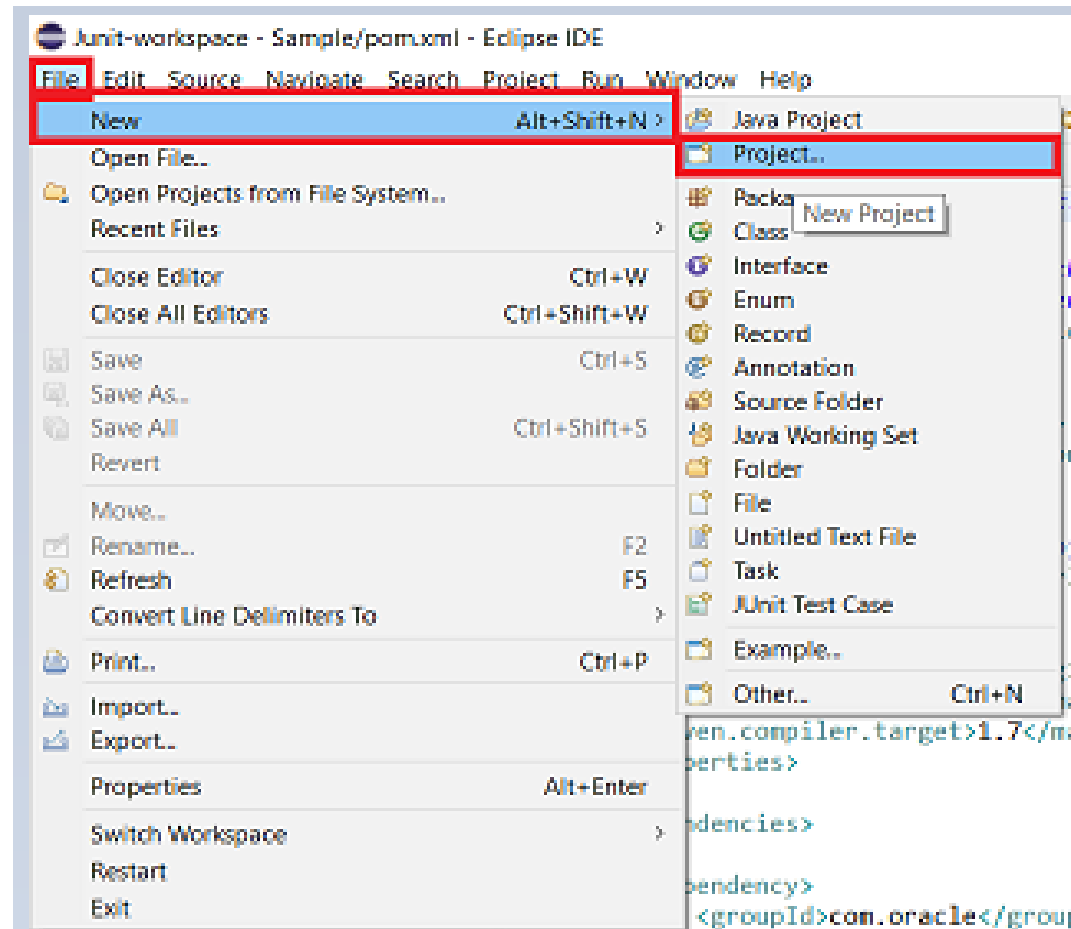 Junit-workspace - Sample/pom.xml - Eclipse IDE
File Edit Source Navigate Search Project Run Window Help
New Alt+Shift+N >
Open File...
Open Projects from File System...
Recent Files >
Close Editor Ctrl+W
Close All Editors Ctrl+Shift+W
Save Ctrl+S
Save As...
Save All Ctrl+Shift+S
Revert
Move...
Rename... F2
Refresh F5
Convert Line Delimiters To >
Print... Ctrl+P
Import...
Export...
Properties Alt+Enter
Switch Workspace >
Restart
Exit
Java Project
Project...
Packa
New Project
Class
Interface
Enum
Record
Annotation
Source Folder
Java Working Set
Folder
File
Untitled Text File
Task
JUnit Test Case
Example...
Other... Ctrl+N
ven.compiler.target>1.7</ma
perties>
ndencies>
pendency>
<groupId>com.oracle</group